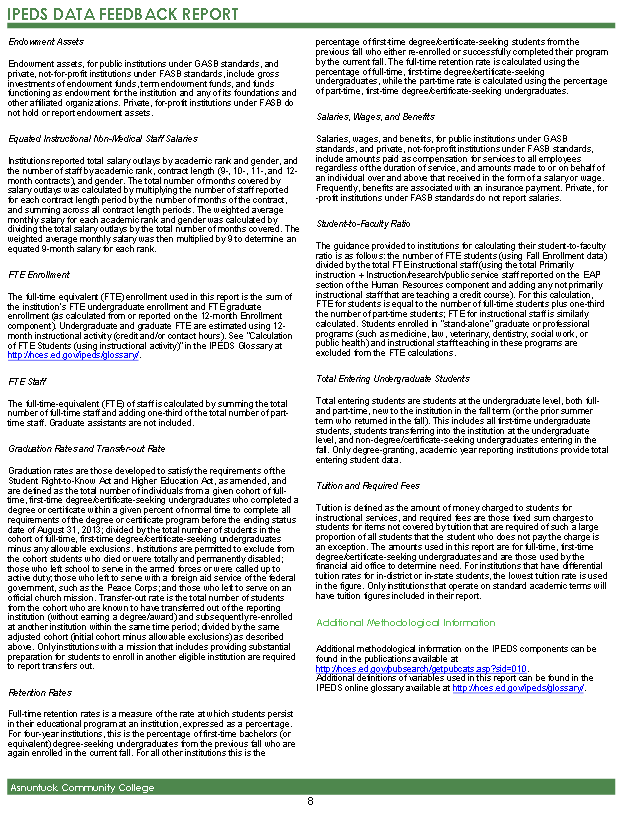 IPEDS DATA FEEDBACK REPORT
Endowment Assets
Endowment assets, for public institutions under GASB standards, and
private, not-for-profit institutions under FASB standards, include gross
investments of endowment funds, term endowment funds, and funds
functioning as endowment for the institution and any of its foundations and
other affiliated organizations. Private, for-profit institutions under FASB do
not hold or report endowment assets.
Equated Instructional Non-Medical Staff Salaries
Institutions reported total salary outlays by academic rank and gender, and
the number of staff by academic rank, contract length (9-, 10-, 11-, and 12-
month contracts), and gender. The total number of months covered by
salary outlays was calculated by multiplying the number of staff reported
for each contract length period by the number of months of the contract,
and summing across all contract length periods. The weighted average
monthly salary for each academic rank and gender was calculated by
dividing the total salary outlays by the total number of months covered. The
weighted average monthly salary was then multiplied by 9 to determine an
equated 9-month salary for each rank.
FTE Enrollment
The full-time equivalent (FTE) enrollment used in this report is the sum of
the institution's FTE undergraduate enrollment and FTE graduate
enrollment (as calculated from or reported on the 12-month Enrollment
component). Undergraduate and graduate FTE are estimated using 12-
month instructional activity (credit and/or contact hours). See "Calculation
of FTE Students (using instructional activity)" in the IPEDS Glossary at
http://nces.ed.gov/ipeds/glossary/.
FTE Staff
The full-time-equivalent (FTE) of staff is calculated by summing the total
number of full-time staff and adding one-third of the total number of part-
time staff. Graduate assistants are not included.
Graduation Rates and Transfer-out Rate
Graduation rates are those developed to satisfy the requirements of the
Student Right-to-Know Act and Higher Education Act, as amended, and
are defined as the total number of individuals from a given cohort of full-
time, first-time degree/certificate-seeking undergraduates who completed a
degree or certificate within a given percent of normal time to complete all
requirements of the degree or certificate program before the ending status
date of August 31, 2013; divided by the total number of students in the
cohort of full-time, first-time degree/certificate-seeking undergraduates
minus any allowable exclusions. Institutions are permitted to exclude from
the cohort students who died or were totally and permanently disabled;
those who left school to serve in the armed forces or were called up to
active duty; those who left to serve with a foreign aid service of the federal
government, such as the Peace Corps; and those who left to serve on an
official church mission. Transfer-out rate is the total number of students
from the cohort who are known to have transferred out of the reporting
institution (without earning a degree/award) and subsequently re-enrolled
at another institution within the same time period; divided by the same
adjusted cohort (initial cohort minus allowable exclusions) as described
above. Only institutions with a mission that includes providing substantial
preparation for students to enroll in another eligible institution are required
to report transfers out.
Retention Rates
Full-time retention rates is a measure of the rate at which students persist
in their educational program at an institution, expressed as a percentage.
For four-year institutions, this is the percentage of first-time bachelors (or
equivalent) degree-seeking undergraduates from the previous fall who are
again enrolled in the current fall. For all other institutions this is the
percentage of first-time degree/certificate-seeking students from the
previous fall who either re-enrolled or successfully completed their program
by the current fall. The full-time retention rate is calculated using the
percentage of full-time, first-time degree/certificate-seeking
undergraduates, while the part-time rate is calculated using the percentage
of part-time, first-time degree/certificate-seeking undergraduates.
Salaries, Wages, and Benefits
Salaries, wages, and benefits, for public institutions under GASB
standards, and private, not-for-profit institutions under FASB standards,
include amounts paid as compensation for services to all employees
regardless of the duration of service, and amounts made to or on behalf of
an individual over and above that received in the form of a salary or wage.
Frequently, benefits are associated with an insurance payment. Private, for
-profit institutions under FASB standards do not report salaries.
Student-to-Faculty Ratio
The guidance provided to institutions for calculating their student-to-faculty
ratio is as follows: the number of FTE students (using Fall Enrollment data)
divided by the total FTE instructional staff (using the total Primarily
instruction + Instruction/research/public service staff reported on the EAP
section of the Human Resources component and adding any not primarily
instructional staff that are teaching a credit course). For this calculation,
FTE for students is equal to the number of full-time students plus one-third
the number of part-time students; FTE for instructional staff is similarly
calculated. Students enrolled in "stand-alone" graduate or professional
programs (such as medicine, law, veterinary, dentistry, social work, or
public health) and instructional staff teaching in these programs are
excluded from the FTE calculations.
Total Entering Undergraduate Students
Total entering students are students at the undergraduate level, both full-
and part-time, new to the institution in the fall term (or the prior summer
term who returned in the fall). This includes all first-time undergraduate
students, students transferring into the institution at the undergraduate
level, and non-degree/certificate-seeking undergraduates entering in the
fall. Only degree-granting, academic year reporting institutions provide total
entering student data.
Tuition and Required Fees
Tuition is defined as the amount of money charged to students for
instructional services, and required fees are those fixed sum charges to
students for items not covered by tuition that are required of such a large
proportion of all students that the student who does not pay the charge is
an exception. The amounts used in this report are for full-time, first-time
degree/certificate-seeking undergraduates and are those used by the
financial aid office to determine need. For institutions that have differential
tuition rates for in-district or in-state students, the lowest tuition rate is used
in the figure. Only institutions that operate on standard academic terms will
have tuition figures included in their report.
Additional Methodological Information
Additional methodological information on the IPEDS components can be
found in the publications available at
http://nces.ed.gov/pubsearch/getpubcats.asp?sid=010.
Additional definitions of variables used in this report can be found in the
IPEDS online glossary available at http://nces.ed.gov/ipeds/glossary/.
Asnuntuck Community College
8